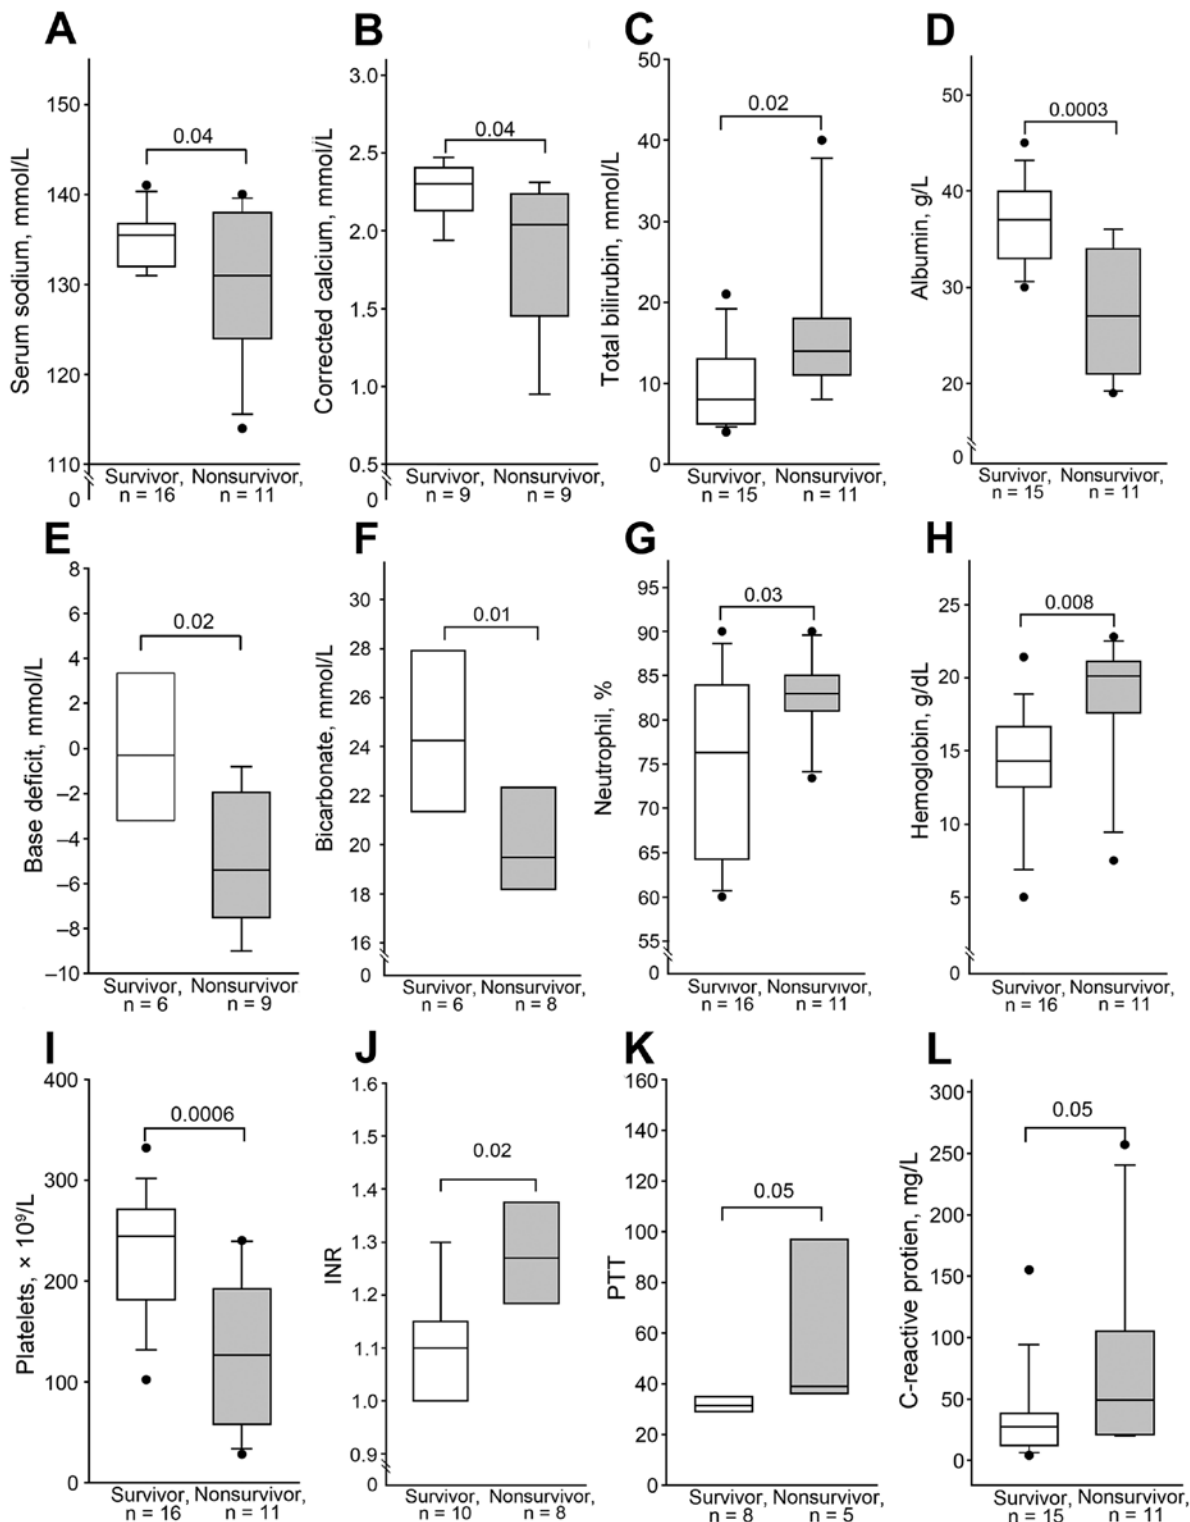 A
Serum sodium, mmol/L
150
140
130
120
110
0
0.04
Survivor, Nonsurvivor,
n = 16 n = 11
B
Corrected calcium, mmol/L
3.0
2.5
2.0
1.5
1.0
0.5
0
0.04
Survivor, Nonsurvivor,
n = 9 n = 9
C
Total bilirubin, mmol/L
50
40
30
20
10
0
0.02
Survivor, Nonsurvivor,
n = 15 n = 11
D
Albumin, g/L
50
40
30
20
0
0.0003
Survivor, Nonsurvivor,
n = 15 n = 11
E
Base deficit, mmol/L
8
6
4
2
0
–2
–4
–6
–8
–10
0.02
Survivor, Nonsurvivor
n = 6 n = 9
F
Bicarbonate, mmol/L
30
28
26
24
22
20
18
16
0
0.01
Survivor, Nonsurvivor,
n = 6 n = 8
G
Neutrophil, %
95
90
85
80
75
70
65
60
55
0
0.03
Survivor, Nonsurvivor,
n = 16 n = 11
H
Hemoglobin, g/dL
25
20
15
10
5
0
0.008
Survivor, Nonsurvivor,
n = 16 n = 11
I
Platelets, × 10⁹/L
400
300
200
100
0
0.0006
Survivor, Nonsurvivor,
n = 16 n = 11
J
INR
1.6
1.5
1.4
1.3
1.2
1.1
1.0
0.9
0
0.02
Survivor, Nonsurvivor,
n = 10 n = 8
K
PTT
160
140
120
100
80
60
40
20
0
0.05
Survivor, Nonsurvivor,
n = 8 n = 5
L
C-reactive protien, mg/L
300
250
200
150
100
50
0
0.05
Survivor, Nonsurvivor,
n = 15 n = 11